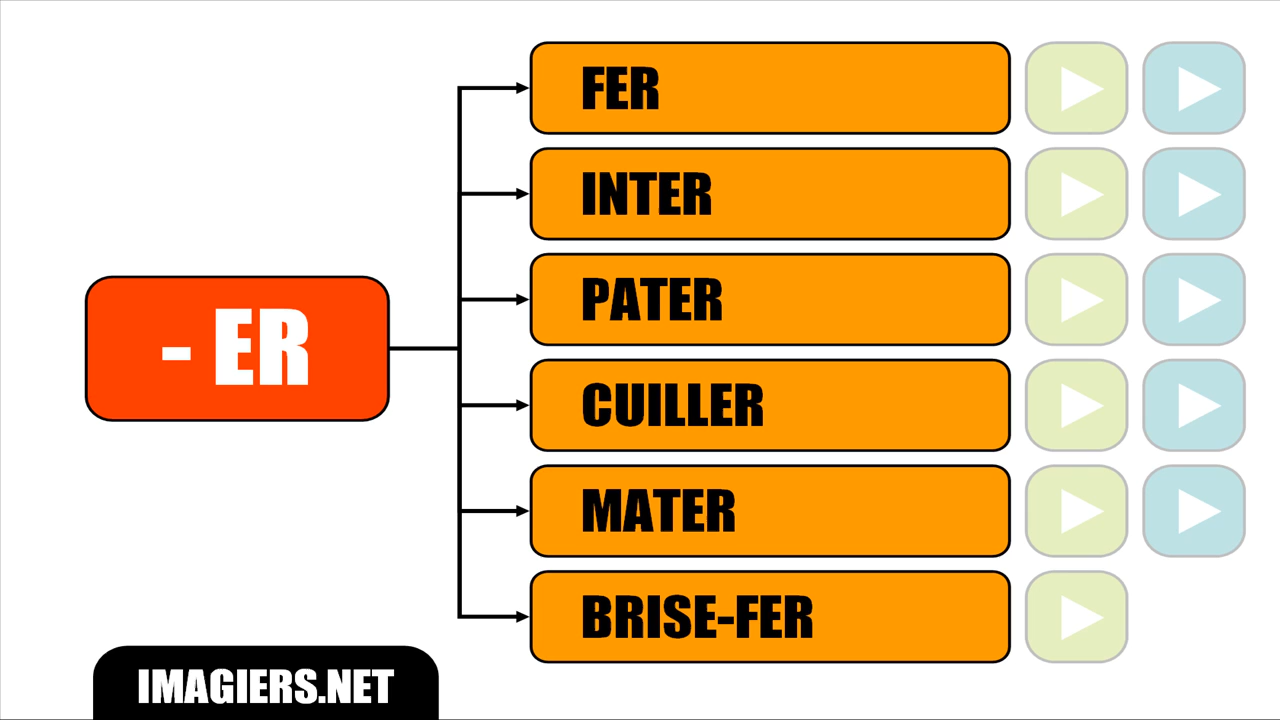 - ER
FER
INTER
PATER
CUILLER
MATER
BRISE-FER
IMAGIERS.NET